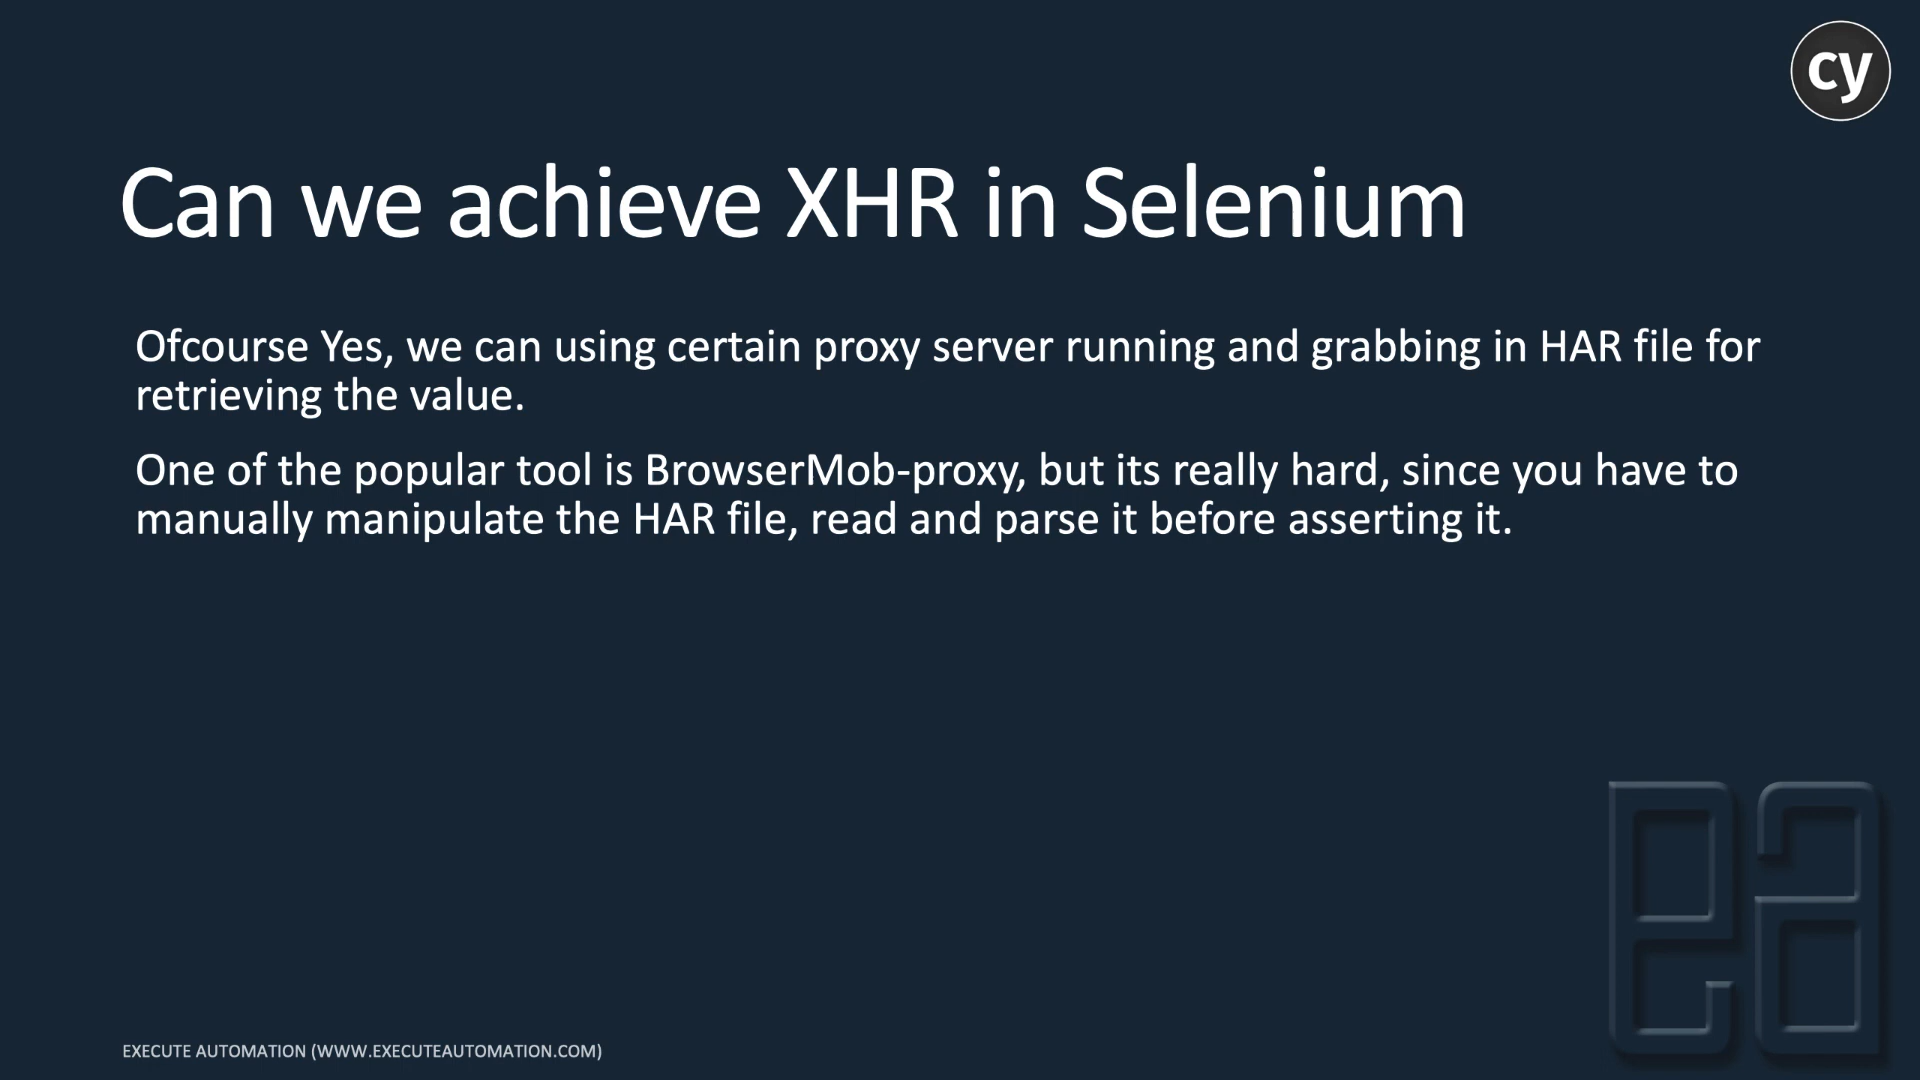 cy
Can we achieve XHR in Selenium
Ofcourse Yes, we can using certain proxy server running and grabbing in HAR file for
retrieving the value.
One of the popular tool is BrowserMob-proxy, but its really hard, since you have to
manually manipulate the HAR file, read and parse it before asserting it.
ea
EXECUTE AUTOMATION (WWW.EXECUTEAUTOMATION.COM)